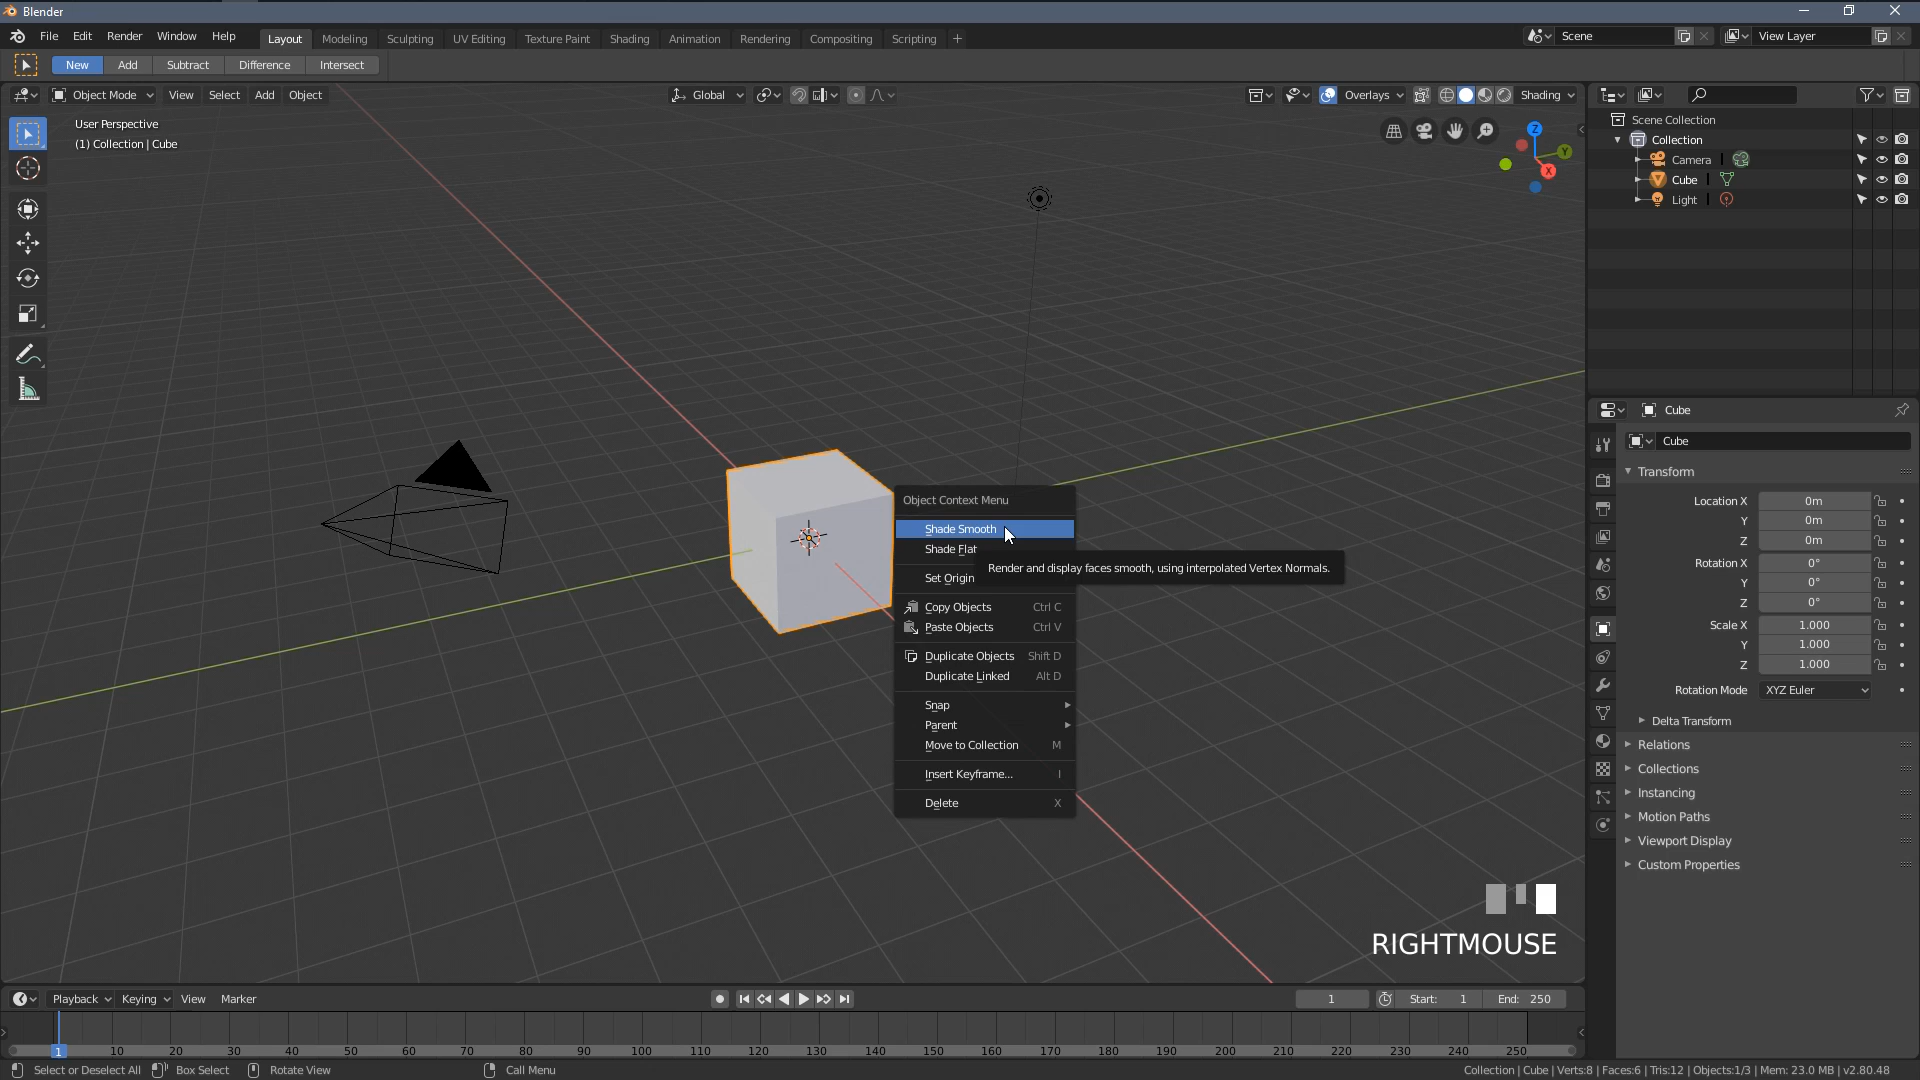 Blender
File Edit Render Window Help Layout Modeling Sculpting UV Editing Texture Paint Shading Animation Rendering Compositing Scripting + Scene View Layer
New Add Subtract Difference Intersect
Object Mode View Select Add Object Global Overlays Shading
User Perspective
(1) Collection | Cube
Z
Y
X
Scene Collection
Collection
Camera
Cube
Light
Object Context Menu
Shade Smooth
Shade Flat
Render and display faces smooth, using interpolated Vertex Normals.
Set Origin
Copy Objects Ctrl C
Paste Objects Ctrl V
Duplicate Objects Shift D
Duplicate Linked Alt D
Snap
Parent
Move to Collection M
Insert Keyframe... I
Delete X
Cube
Cube
Transform
Location X 0m
Y 0m
Z 0m
Rotation X 0°
Y 0°
Z 0°
Scale X 1.000
Y 1.000
Z 1.000
Rotation Mode XYZ Euler
Delta Transform
Relations
Collections
Instancing
Motion Paths
Viewport Display
Custom Properties
RIGHTMOUSE
Playback Keying View Marker 1 Start: 1 End: 250
1 10 20 30 40 50 60 70 80 90 100 110 120 130 140 150 160 170 180 190 200 210 220 230 240 250
Select or Deselect All Box Select Rotate View Call Menu Collection | Cube | Verts:8 | Faces:6 | Tris:12 | Objects:1/3 | Mem: 23.0 MB | v2.80.48